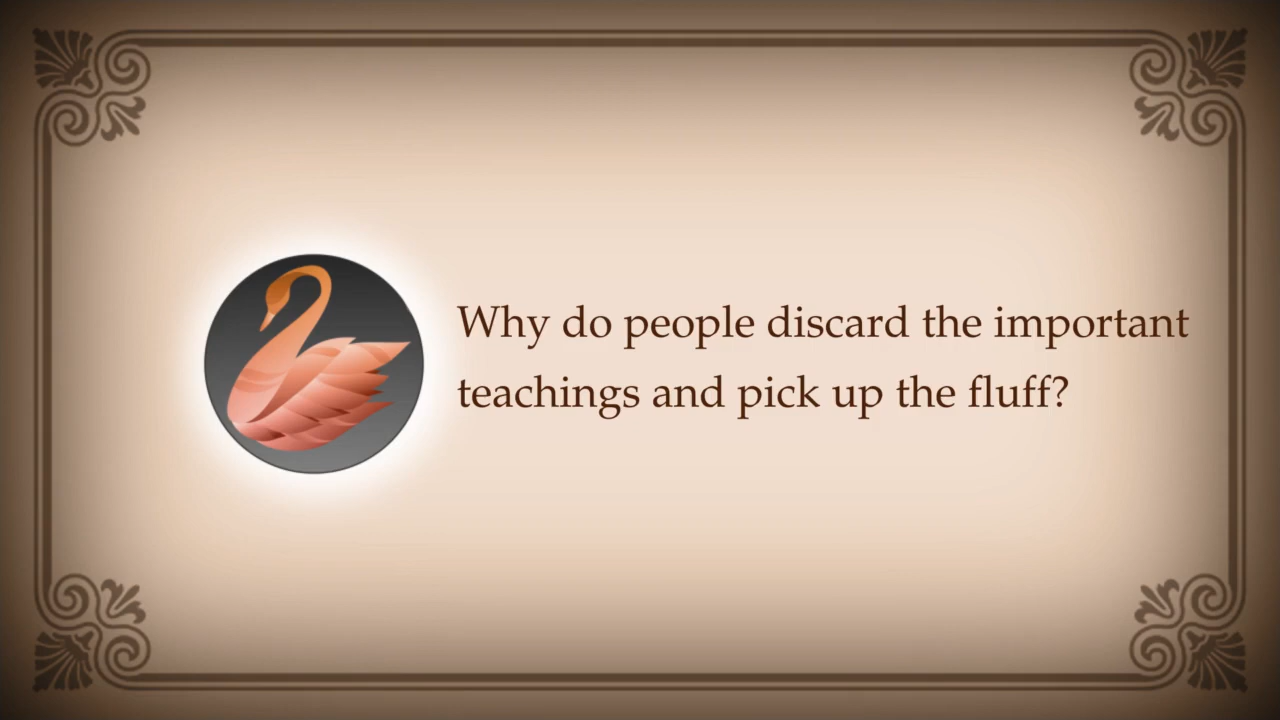 Why do people discard the important
teachings and pick up the fluff?